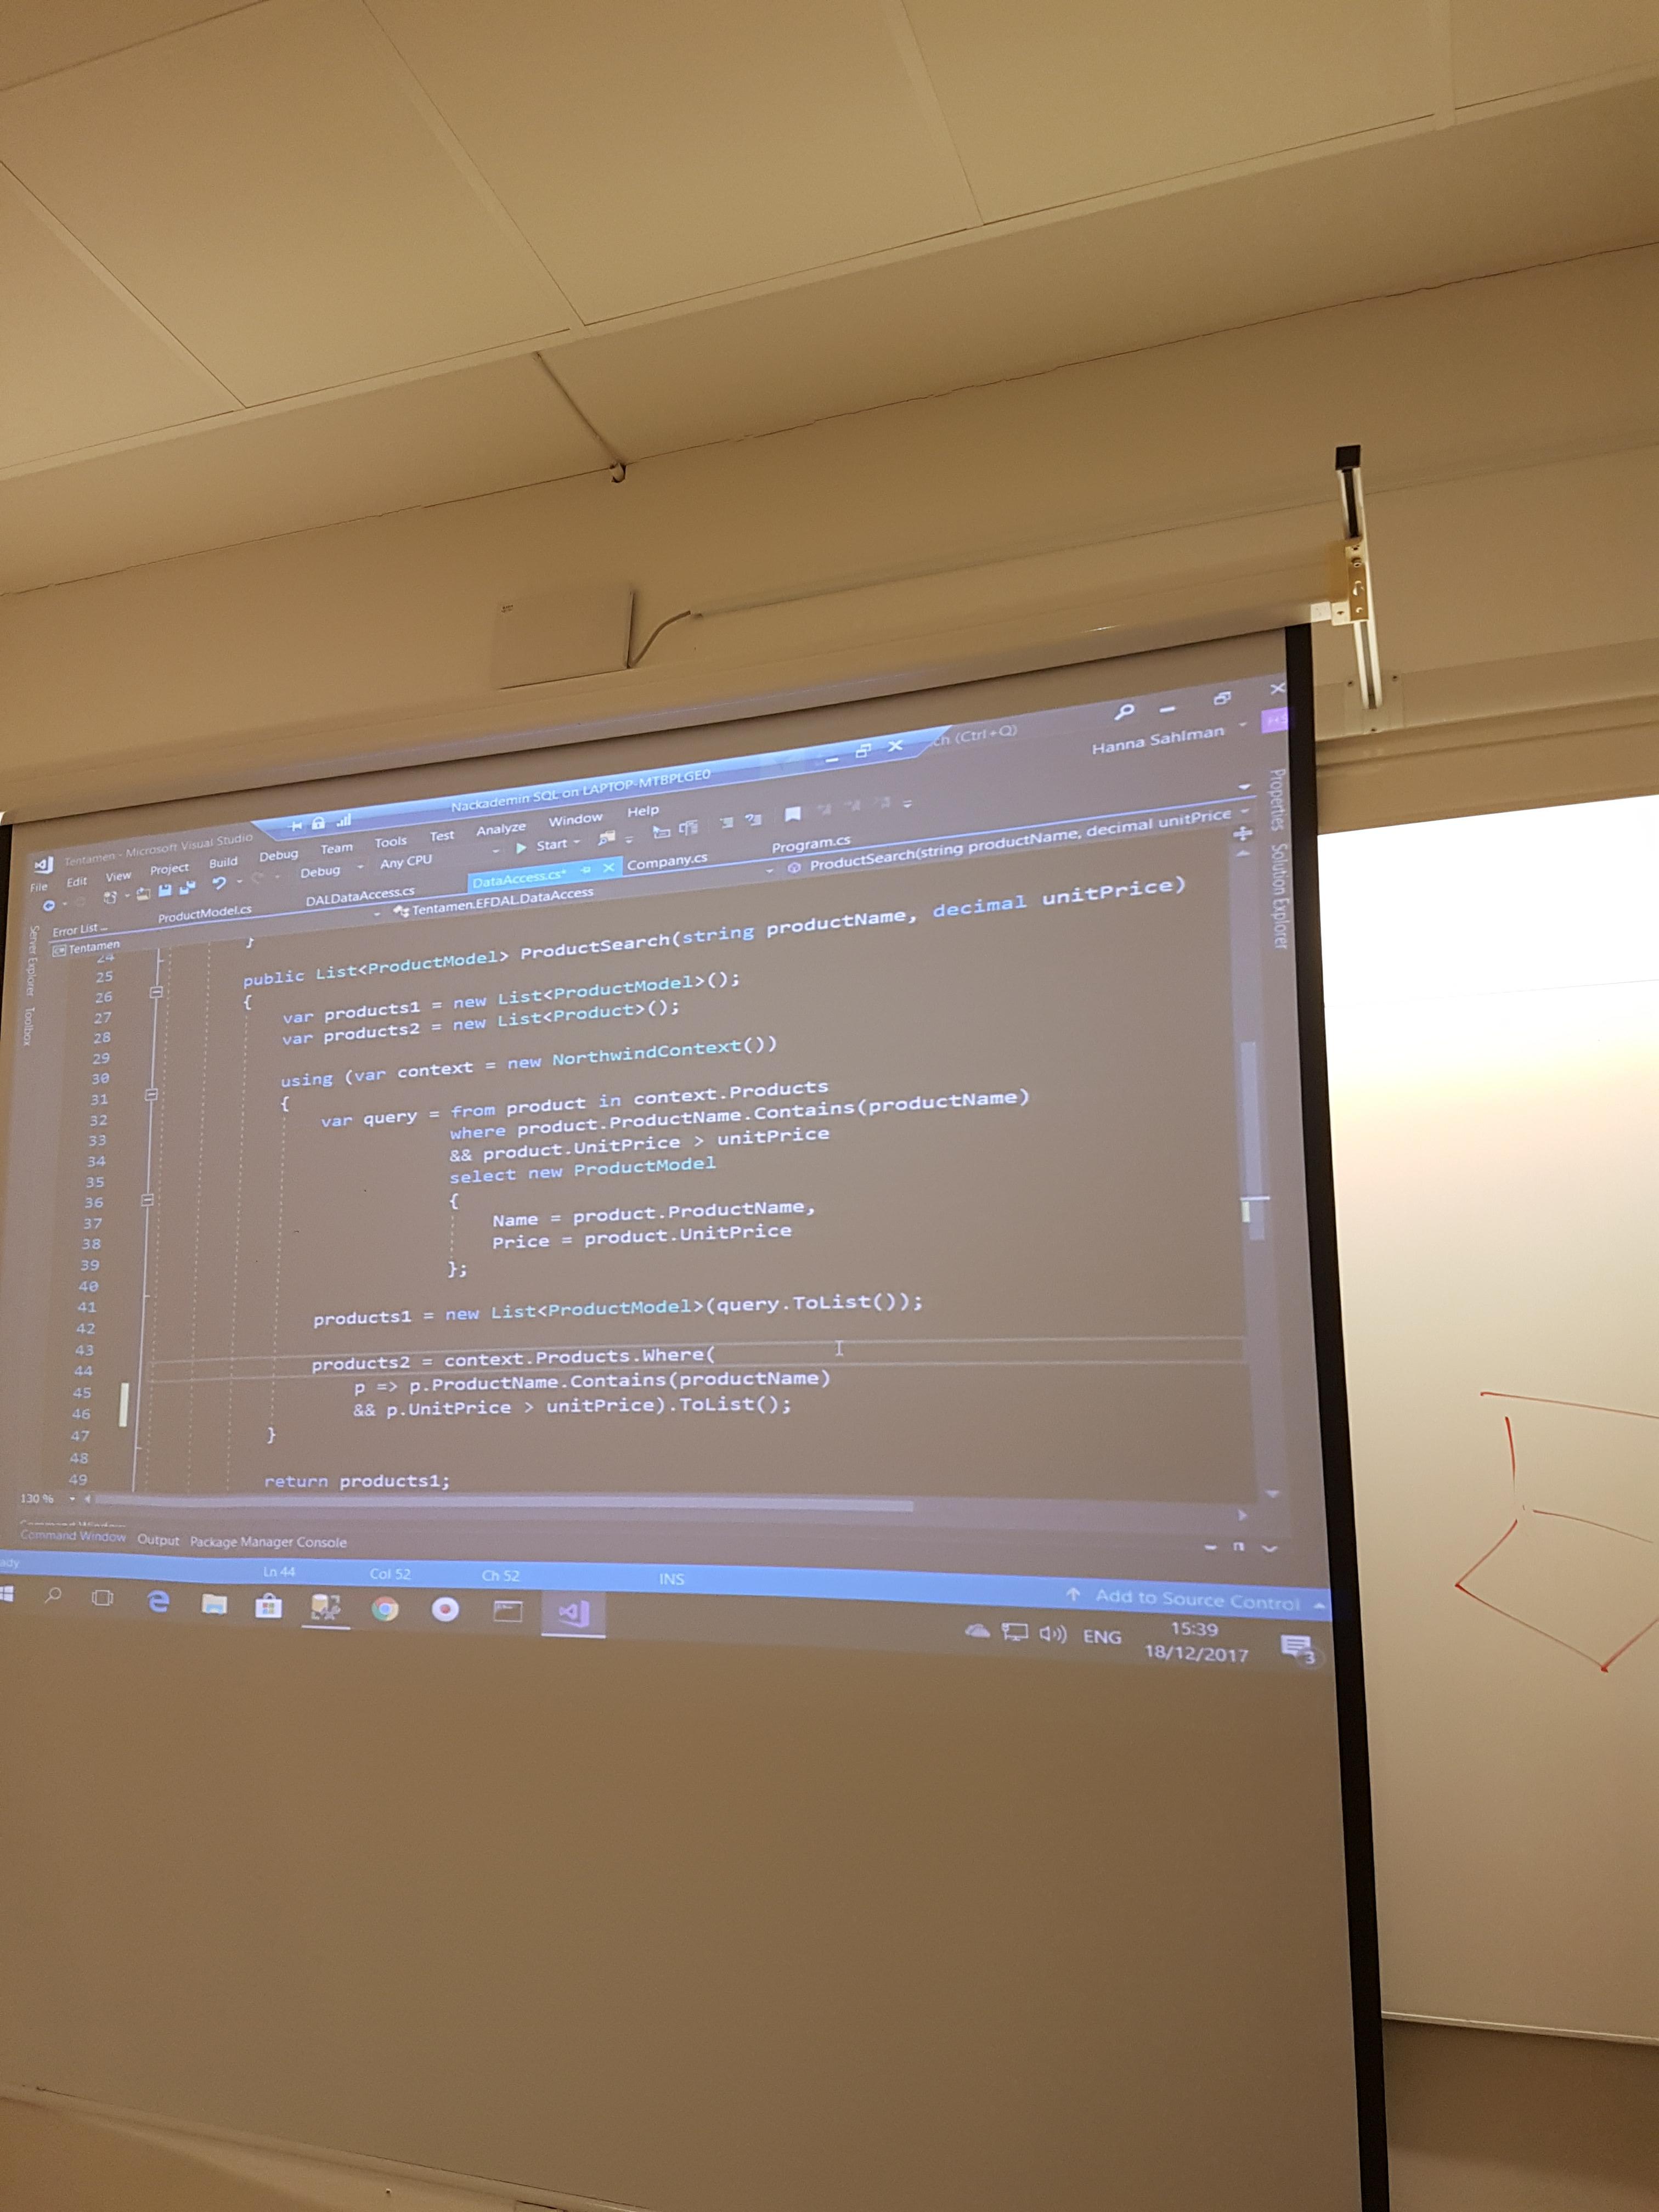 Nackademin SQL on LAPTOP-MTBPLGE0
ch (Ctrl+Q)
Tentamen - Microsoft Visual Studio
Hanna Sahlman
HS
File Edit View Project Build Debug Team Tools Test Analyze Window Help
Debug Any CPU Start
Error List ...
ProductModel.cs DALDataAccess.cs DataAccess.cs* Company.cs Program.cs
Tentamen Tentamen.EFDAL.DataAccess ProductSearch(string productName, decimal unitPrice
Server Explorer Toolbox
Properties Solution Explorer
24 }
25
26 public List<ProductModel> ProductSearch(string productName, decimal unitPrice)
27 {
28 var products1 = new List<ProductModel>();
29 var products2 = new List<Product>();
30
31 using (var context = new NorthwindContext())
32 {
33 var query = from product in context.Products
34 where product.ProductName.Contains(productName)
35 && product.UnitPrice > unitPrice
36 select new ProductModel
37 {
38 Name = product.ProductName,
39 Price = product.UnitPrice
40 };
41
42 products1 = new List<ProductModel>(query.ToList());
43
44 products2 = context.Products.Where(
45 p => p.ProductName.Contains(productName)
46 && p.UnitPrice > unitPrice).ToList();
47 }
48
49 return products1;
130 %
Command Window Output Package Manager Console
ady Ln 44 Col 52 Ch 52 INS Add to Source Control
ENG 15:39
18/12/2017
3